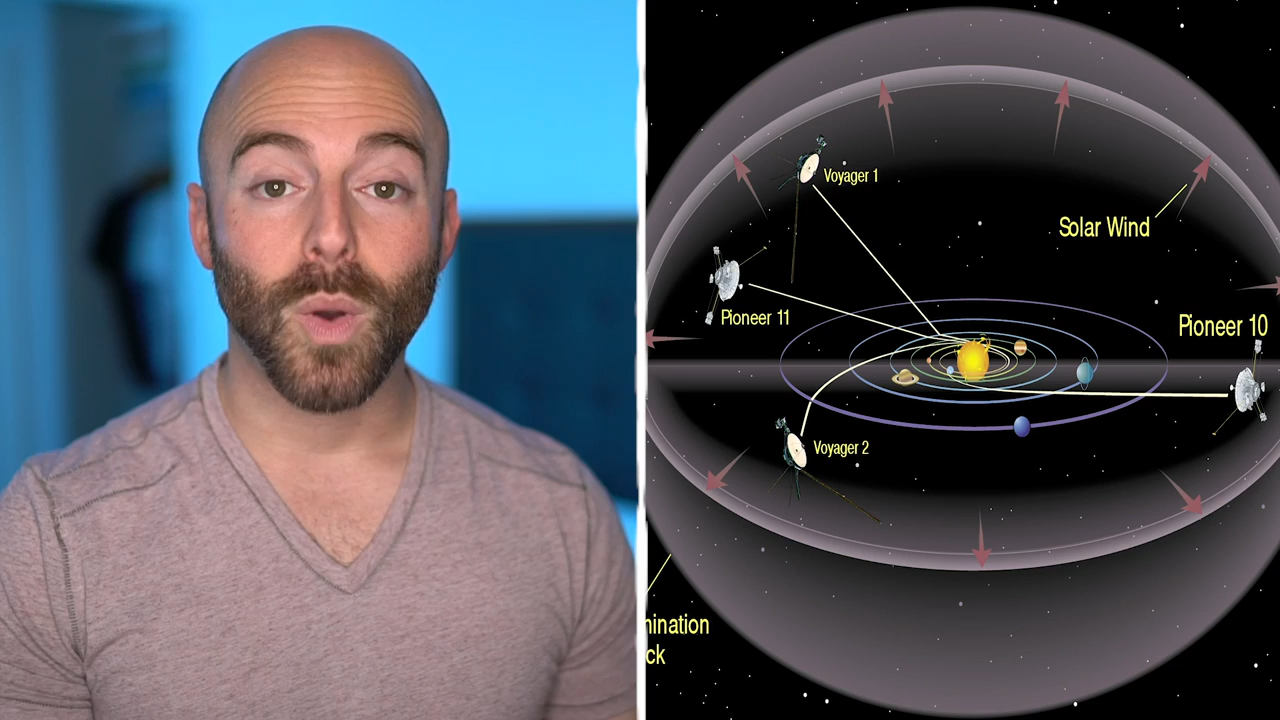 Voyager 1
Solar Wind
Pioneer 11
Pioneer 10
Voyager 2